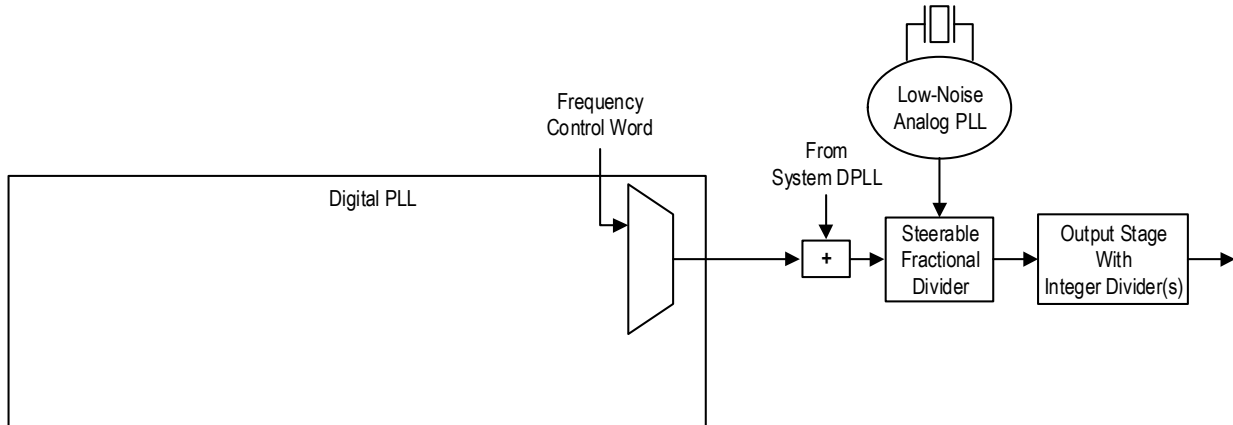 Low-Noise
Analog PLL
Frequency
Control Word
From
System DPLL
Digital PLL
+
Steerable
Fractional
Divider
Output Stage
With
Integer Divider(s)